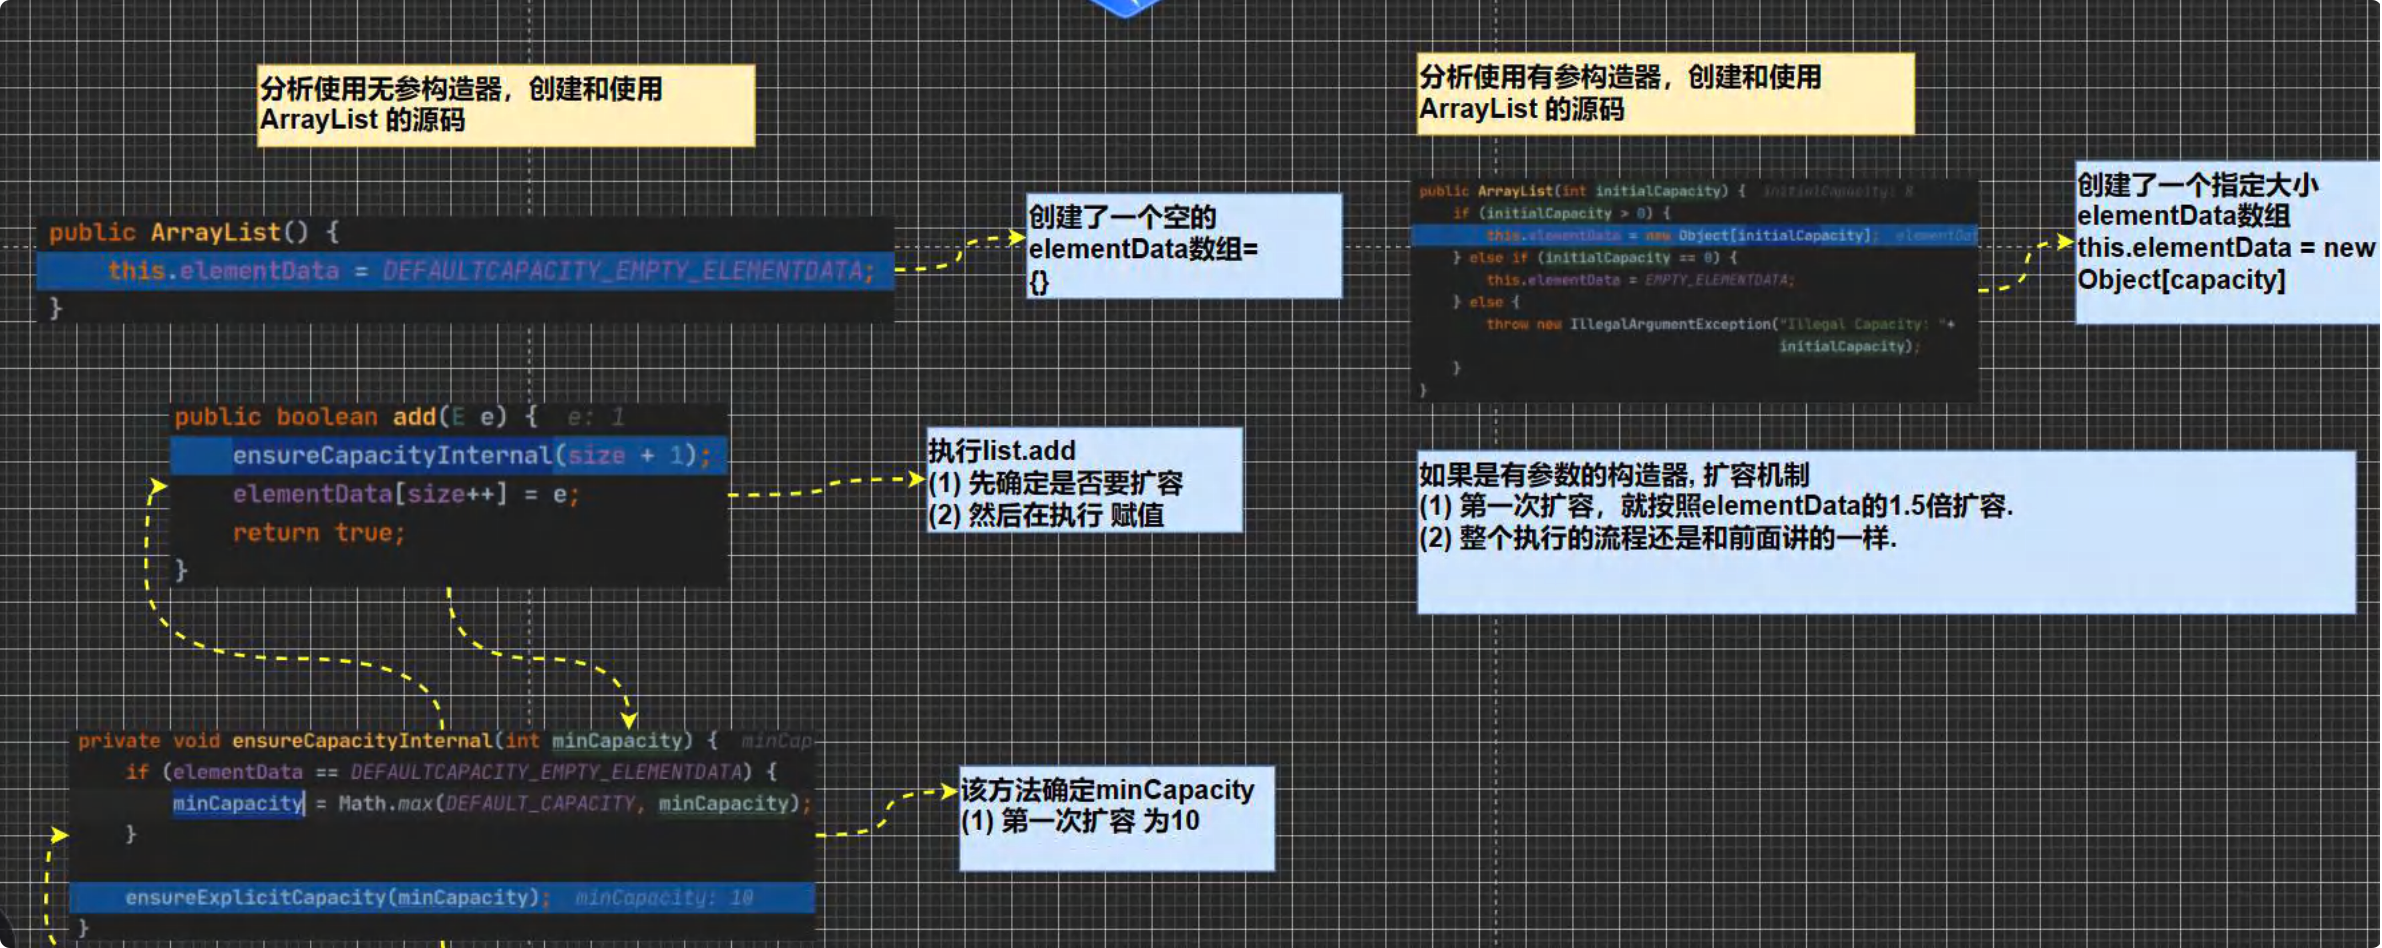 分析使用无参构造器，创建和使用
ArrayList 的源码
public ArrayList() {
this.elementData = DEFAULTCAPACITY_EMPTY_ELEMENTDATA;
}
创建了一个空的
elementData数组=
{}
public boolean add(E e) { e: 1
ensureCapacityInternal(size + 1);
elementData[size++] = e;
return true;
}
执行list.add
(1) 先确定是否要扩容
(2) 然后在执行 赋值
private void ensureCapacityInternal(int minCapacity) { minCap
if (elementData == DEFAULTCAPACITY_EMPTY_ELEMENTDATA) {
minCapacity = Math.max(DEFAULT_CAPACITY, minCapacity);
}
ensureExplicitCapacity(minCapacity); minCapacity: 10
}
该方法确定minCapacity
(1) 第一次扩容 为10
分析使用有参构造器，创建和使用
ArrayList 的源码
public ArrayList(int initialCapacity) { initialCapacity: 8
if (initialCapacity > 0) {
this.elementData = new Object[initialCapacity]; elementDat
} else if (initialCapacity == 0) {
this.elementData = EMPTY_ELEMENTDATA;
} else {
throw new IllegalArgumentException("Illegal Capacity: "+
initialCapacity);
}
}
创建了一个指定大小
elementData数组
this.elementData = new
Object[capacity]
如果是有参数的构造器, 扩容机制
(1) 第一次扩容，就按照elementData的1.5倍扩容.
(2) 整个执行的流程还是和前面讲的一样.